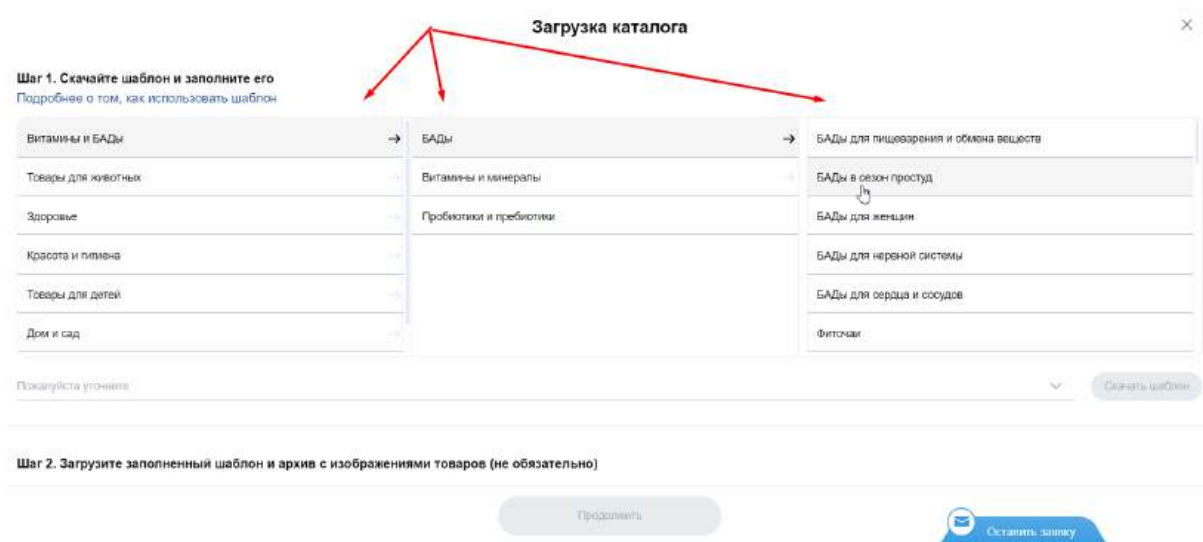 Загрузка каталога
Шаг 1. Скачайте шаблон и заполните его
Подробнее о том, как использовать шаблон
Витамины и БАДы
БАДы
БАДы для пищеварения и обмена веществ
Товары для животных
Витамины и минералы
БАДы в сезон простуд
Здоровье
Пробиотики и пребиотики
БАДы для женщин
Красота и гигиена
БАДы для нервной системы
Товары для детей
БАДы для сердца и сосудов
Дом и сад
Фиточаи
Пожалуйста уточните
Скачать шаблон
Шаг 2. Загрузите заполненный шаблон и архив с изображениями товаров (не обязательно)
Продолжить
Оставить заявку